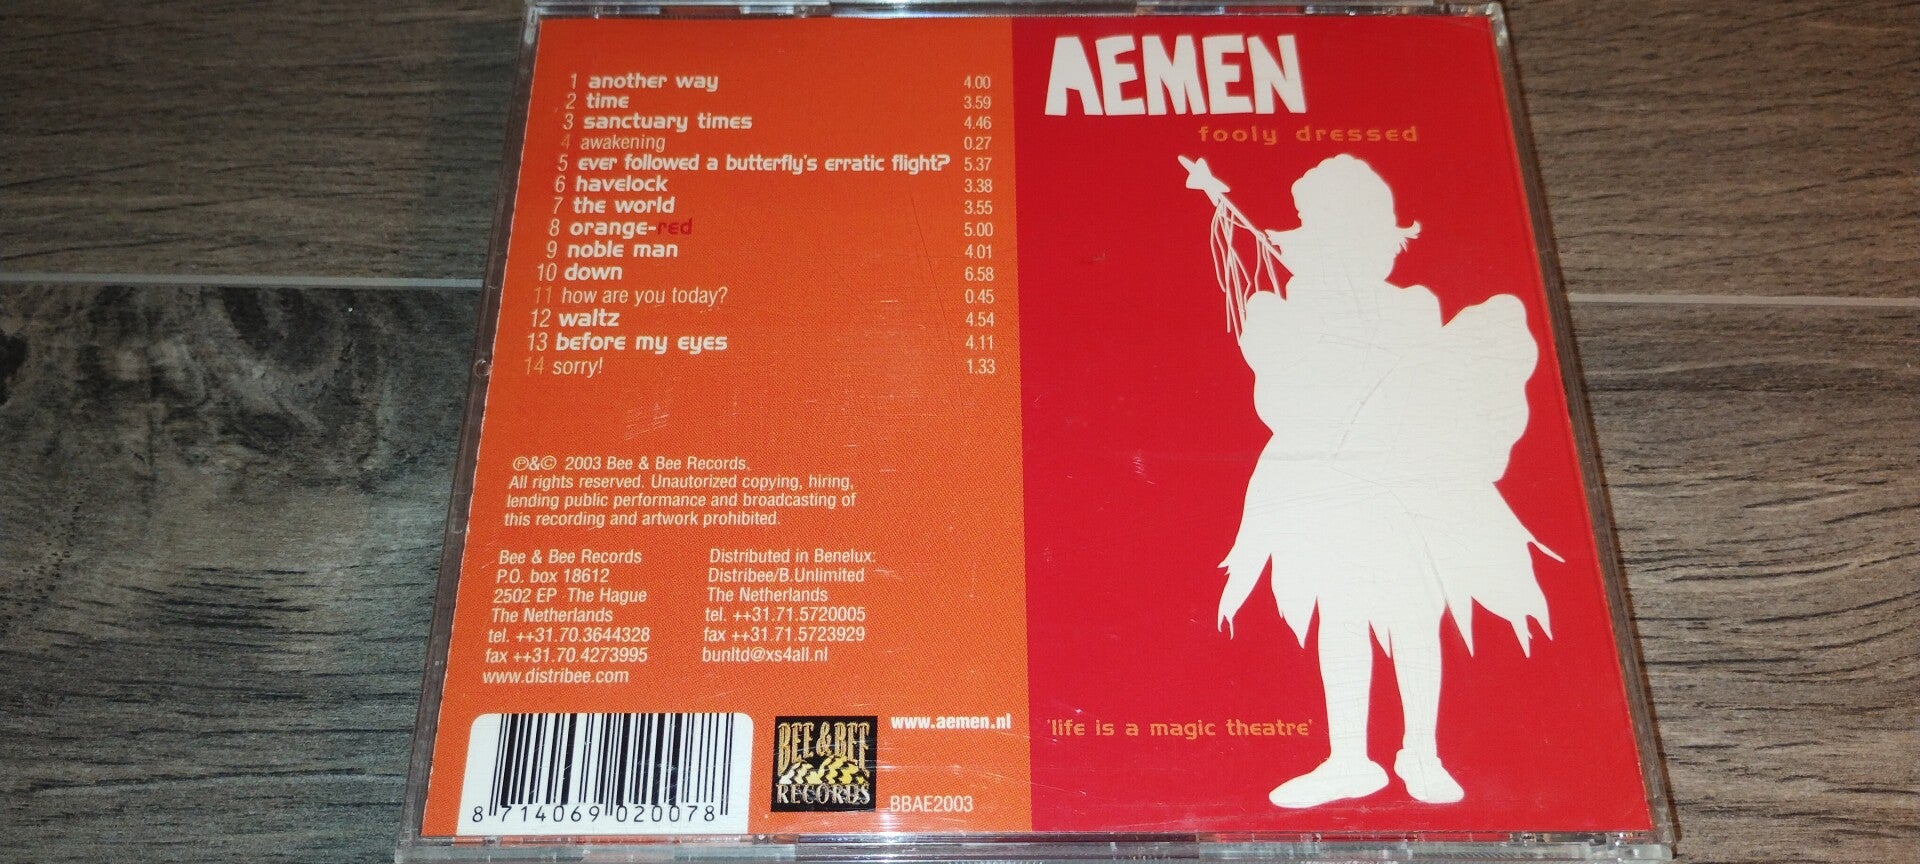 1 another way 4.00
2 time 3.59
3 sanctuary times 4.46
4 awakening 0.27
5 ever followed a butterfly's erratic flight? 5.37
6 havelock 3.38
7 the world 3.55
8 orange-red 5.00
9 noble man 4.01
10 down 6.58
11 how are you today? 0.45
12 waltz 4.54
13 before my eyes 4.11
14 sorry! 1.33
℗&© 2003 Bee & Bee Records.
All rights reserved. Unautorized copying, hiring,
lending public performance and broadcasting of
this recording and artwork prohibited.
Bee & Bee Records
P.O. box 18612
2502 EP The Hague
The Netherlands
tel. ++31.70.3644328
fax ++31.70.4273995
www.distribee.com
Distributed in Benelux:
Distribee/B.Unlimited
The Netherlands
tel. ++31.71.5720005
fax ++31.71.5723929
bunltd@xs4all.nl
8 714069 020078
BEE & BEE
RECORDS
www.aemen.nl
BBAE2003
AEMEN
fooly dressed
'life is a magic theatre'